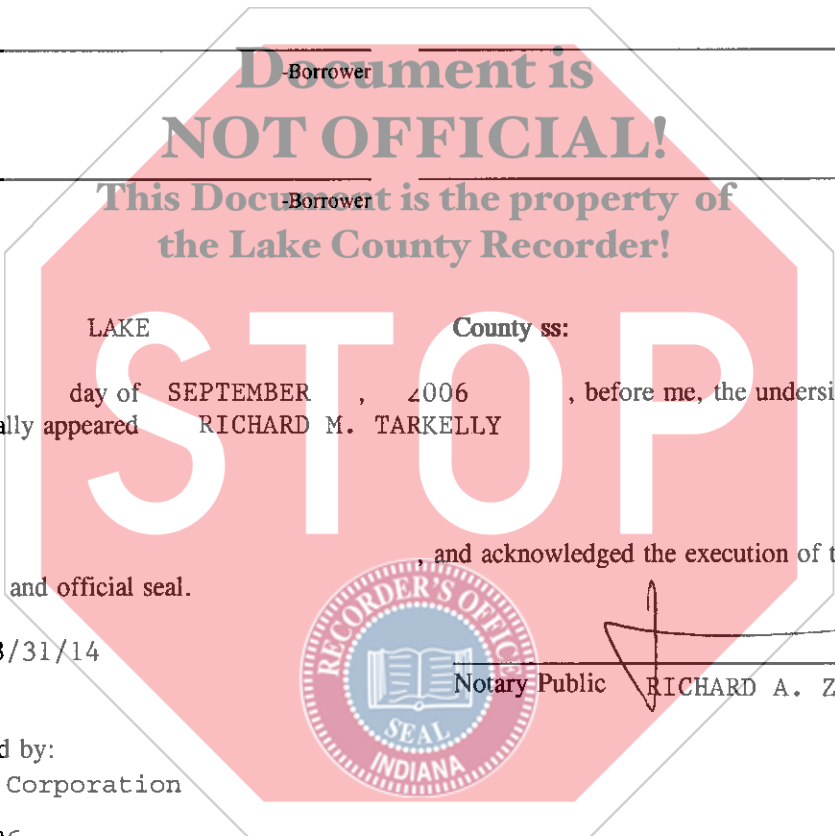 Document is
-Borrower
NOT OFFICIAL!
This Document is the property of
-Borrower
the Lake County Recorder!
STOP
LAKE County ss:
day of SEPTEMBER , 2006 , before me, the undersi
ally appeared RICHARD M. TARKELLY
, and acknowledged the execution of t
and official seal.
/31/14
Notary Public RICHARD A. Z
d by:
Corporation
RECORDER'S OFFICE
SEAL
INDIANA